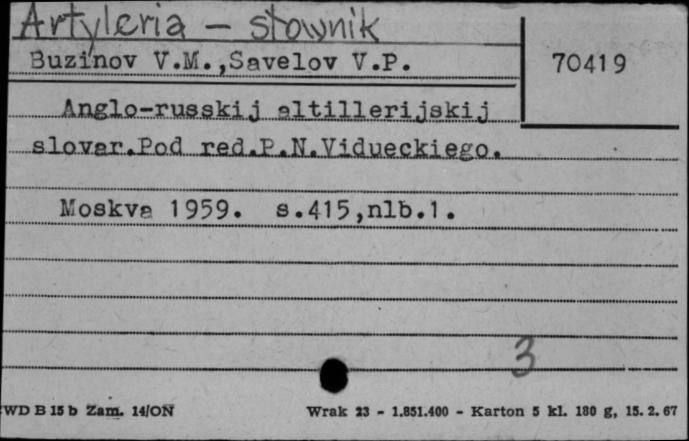 Artyleria – słownik
Buzinov V.M.,Savelov V.P.
70419
Anglo-russkij altillerijskij
slovar.Pod red.P.N.Vidueckiego.
Moskva 1959. s.415,nlb.1.
3
WD B 15 b Zam. 14/ON
Wrak 23 - 1.851.400 - Karton 5 kl. 180 g, 15. 2. 67